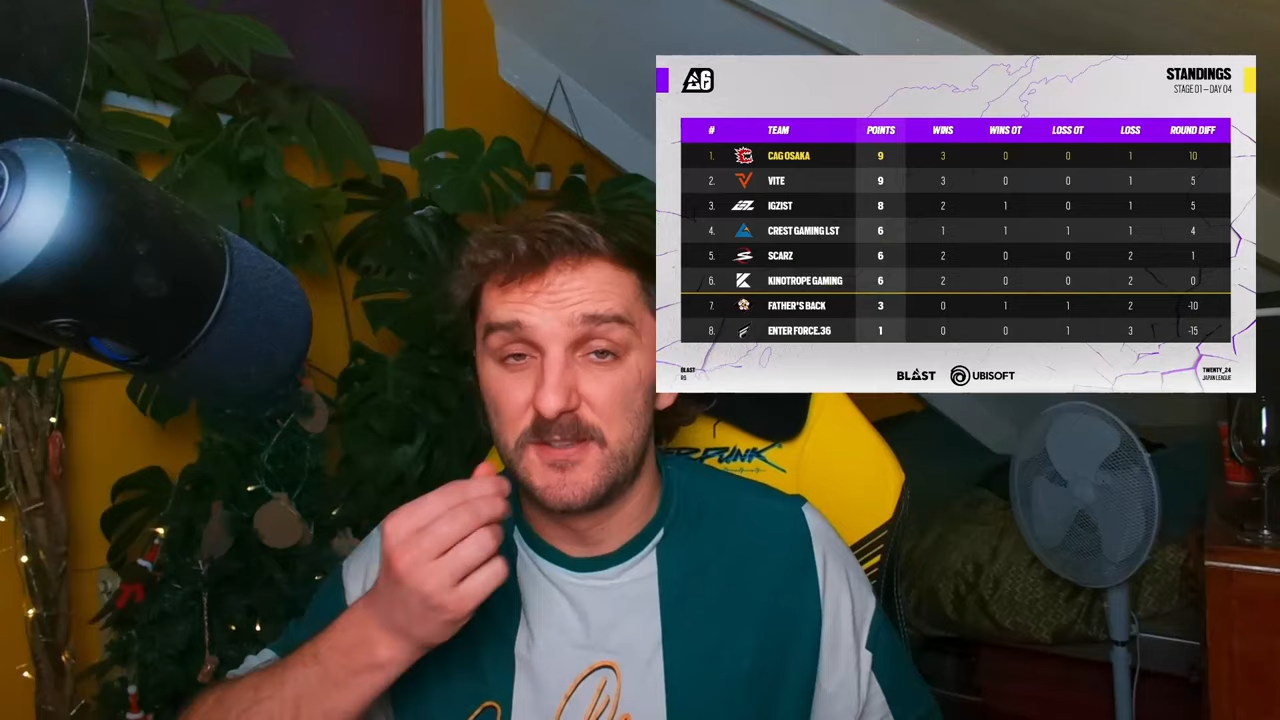 STANDINGS
STAGE 01 – DAY 04
# TEAM POINTS WINS WINS OT LOSS OT LOSS ROUND DIFF
1. CAG OSAKA 9 3 0 0 1 10
2. VITE 9 3 0 0 1 5
3. IGZIST 8 2 1 0 1 5
4. CREST GAMING LST 6 1 1 1 1 4
5. SCARZ 6 2 0 0 2 1
6. KINOTROPE GAMING 6 2 0 0 2 0
7. FATHER'S BACK 3 0 1 1 2 -10
8. ENTER FORCE.36 1 0 0 1 3 -15
BLAST
R6
BLAST UBISOFT
TWENTY_24
JAPAN LEAGUE